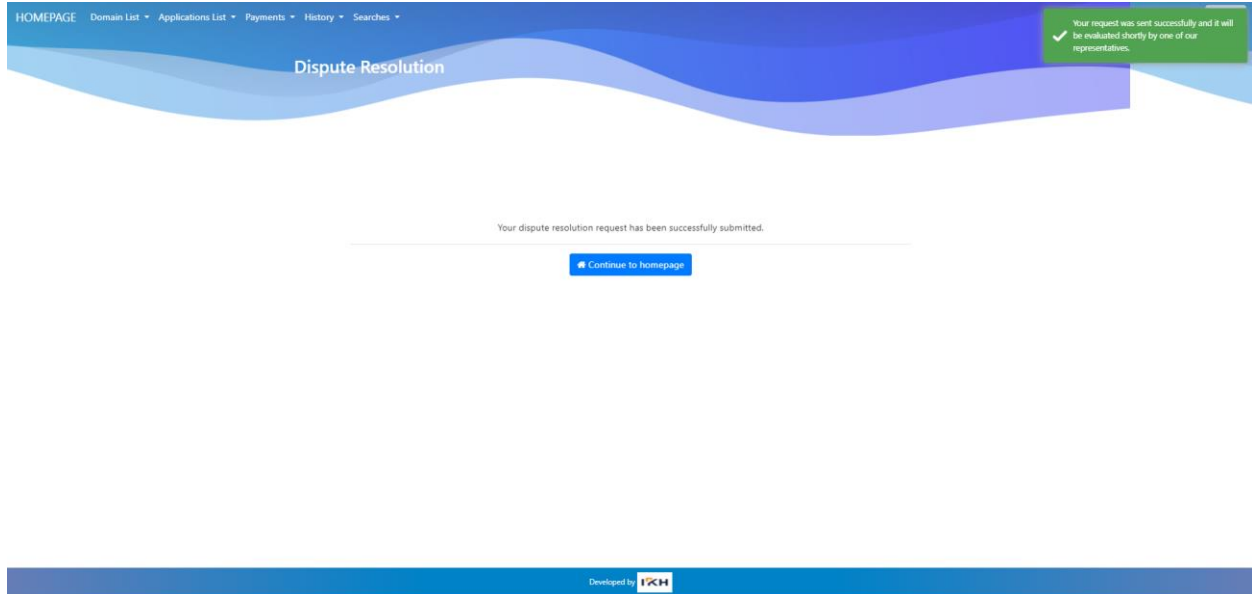 HOMEPAGE Domain List Applications List Payments History Searches
Your request was sent successfully and it will
be evaluated shortly by one of our
representatives.
Dispute Resolution
Your dispute resolution request has been successfully submitted.
Continue to homepage
Developed by